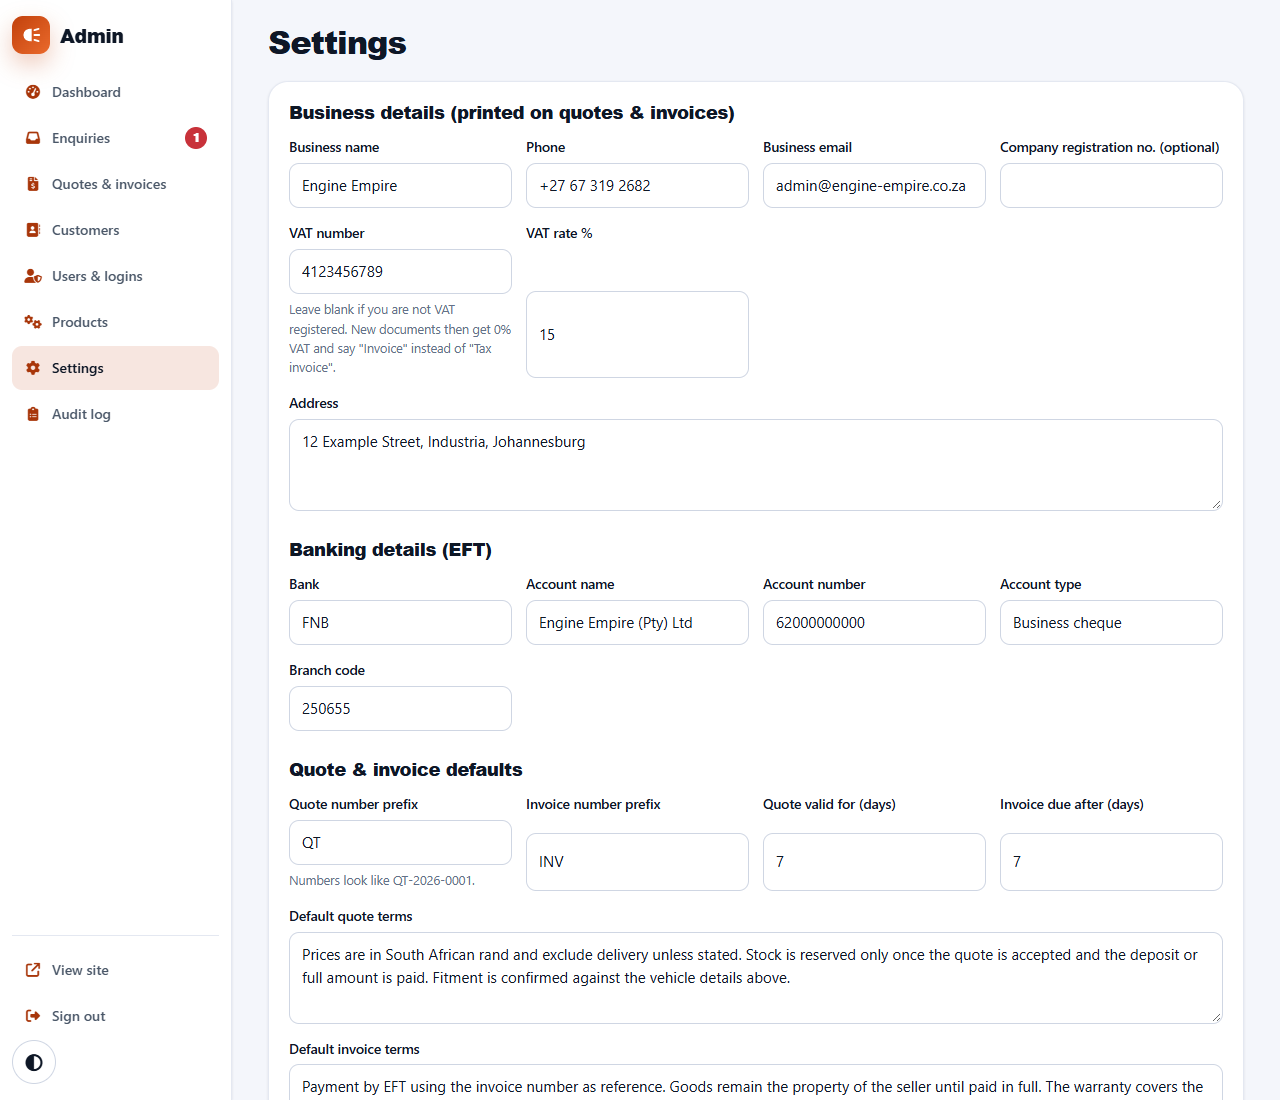 Admin
Dashboard
Enquiries 1
Quotes & invoices
Customers
Users & logins
Products
Settings
Audit log
View site
Sign out
Settings
Business details (printed on quotes & invoices)
Business name Phone Business email Company registration no. (optional)
Engine Empire +27 67 319 2682 admin@engine-empire.co.za
VAT number VAT rate %
4123456789
15
Leave blank if you are not VAT
registered. New documents then get 0%
VAT and say "Invoice" instead of "Tax
invoice".
Address
12 Example Street, Industria, Johannesburg
Banking details (EFT)
Bank Account name Account number Account type
FNB Engine Empire (Pty) Ltd 62000000000 Business cheque
Branch code
250655
Quote & invoice defaults
Quote number prefix Invoice number prefix Quote valid for (days) Invoice due after (days)
QT INV 7 7
Numbers look like QT-2026-0001.
Default quote terms
Prices are in South African rand and exclude delivery unless stated. Stock is reserved only once the quote is accepted and the deposit or
full amount is paid. Fitment is confirmed against the vehicle details above.
Default invoice terms
Payment by EFT using the invoice number as reference. Goods remain the property of the seller until paid in full. The warranty covers the